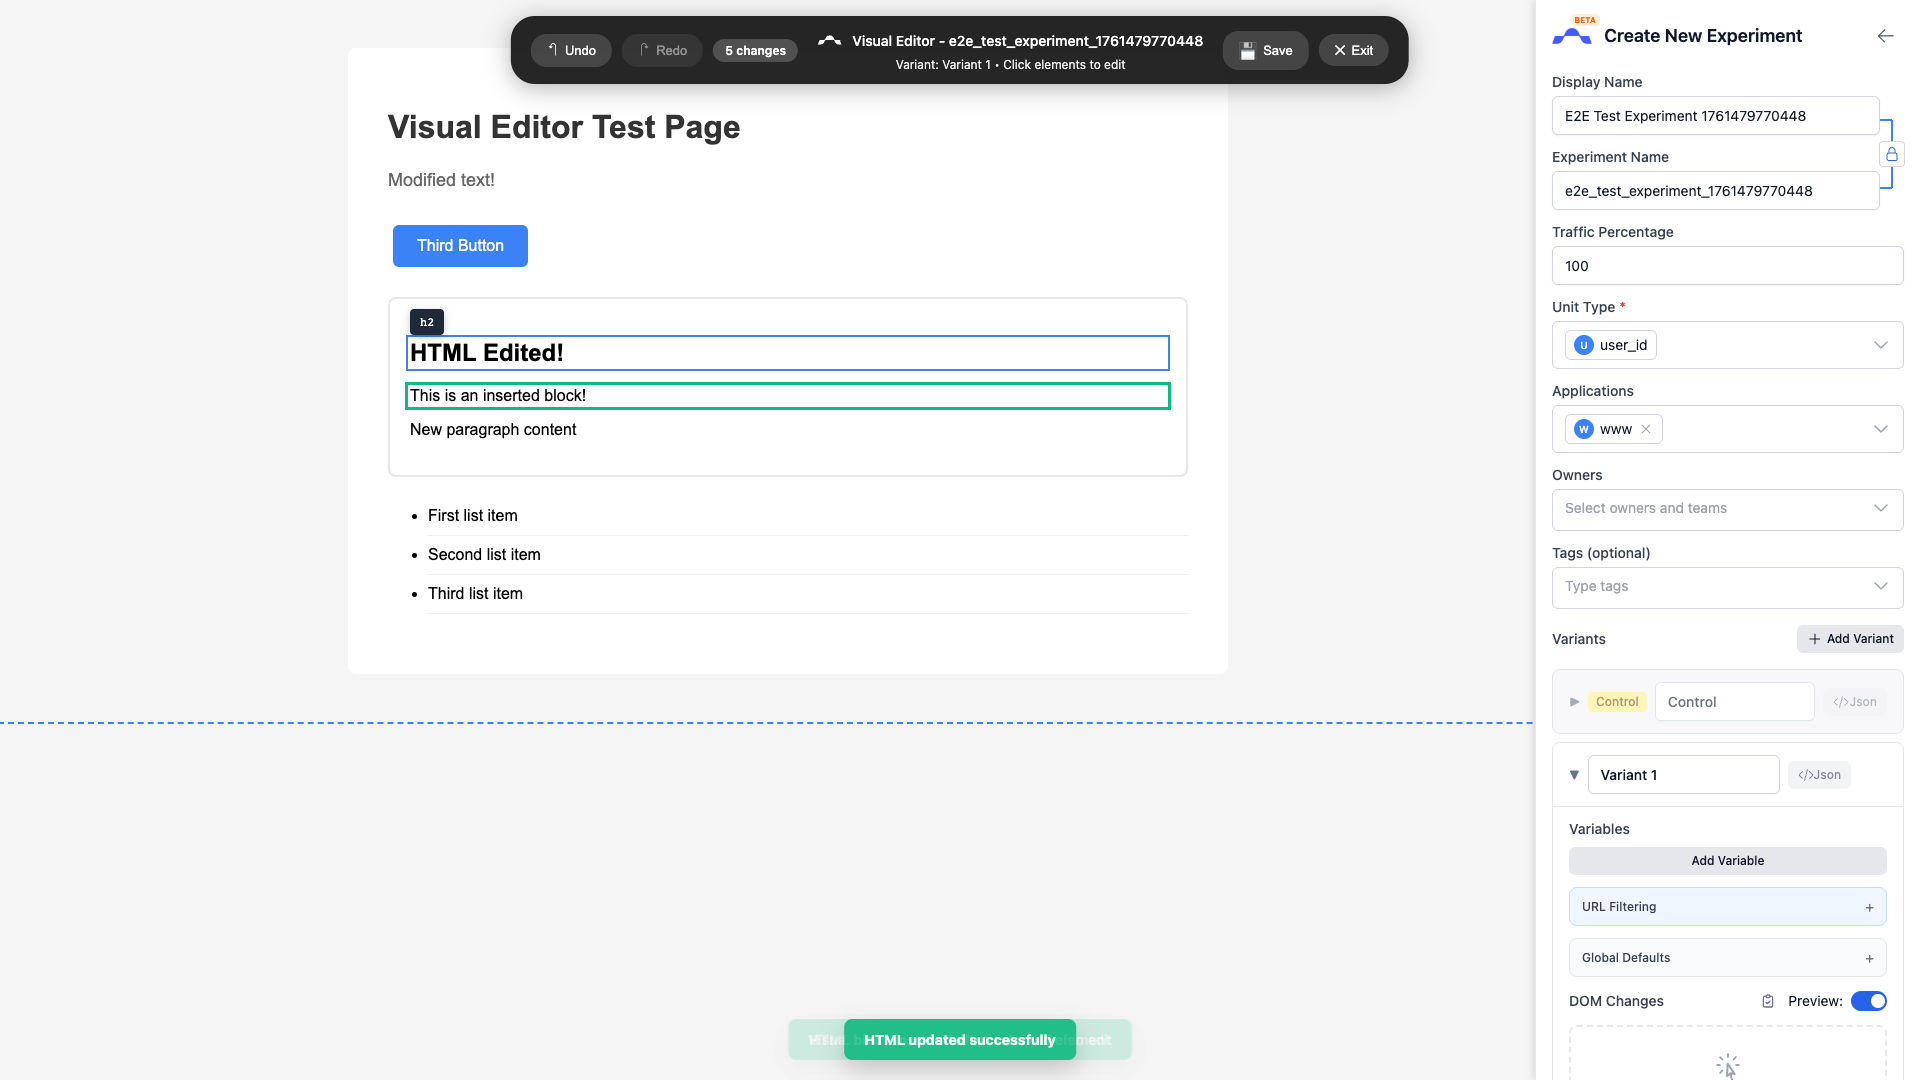 Undo
Redo
5 changes
Visual Editor - e2e_test_experiment_1761479770448
Variant: Variant 1 • Click elements to edit
Save
Exit
Visual Editor Test Page
Modified text!
Third Button
h2
HTML Edited!
This is an inserted block!
New paragraph content
First list item
Second list item
Third list item
HTML updated successfully
BETA
Create New Experiment
Display Name
E2E Test Experiment 1761479770448
Experiment Name
e2e_test_experiment_1761479770448
Traffic Percentage
100
Unit Type *
U user_id
Applications
W www
Owners
Select owners and teams
Tags (optional)
Type tags
Variants
Add Variant
Control
Control
</>Json
Variant 1
</>Json
Variables
Add Variable
URL Filtering +
Global Defaults +
DOM Changes
Preview: